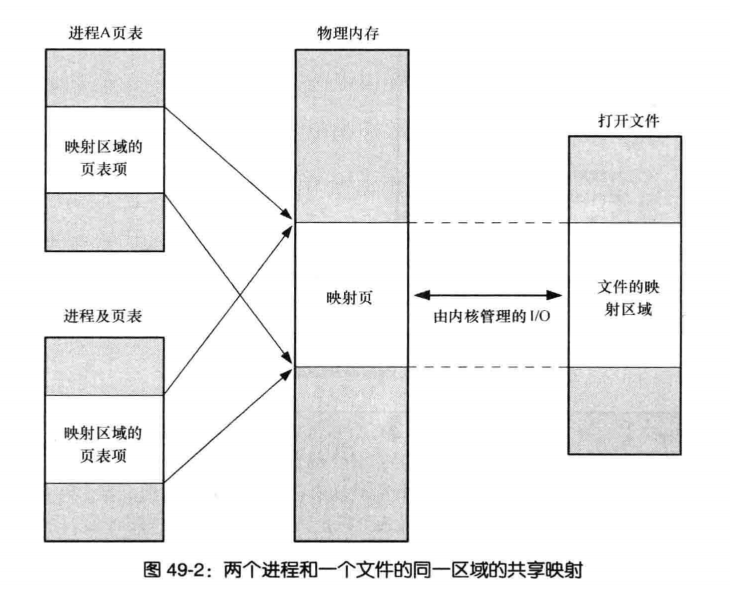 进程A页表
映射区域的
页表项
进程及页表
映射区域的
页表项
物理内存
映射页
由内核管理的 I/O
打开文件
文件的映
射区域
图 49-2：两个进程和一个文件的同一区域的共享映射